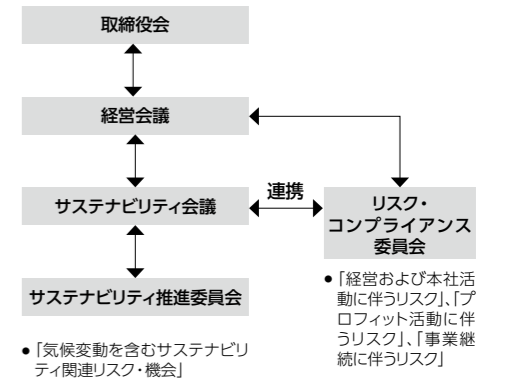 取締役会
経営会議
サステナビリティ会議
連携
リスク・
コンプライアンス
委員会
サステナビリティ推進委員会
● 「気候変動を含むサステナビリ
ティ関連リスク・機会」
● 「経営および本社活
動に伴うリスク」、「プ
ロフィット活動に伴
うリスク」、「事業継
続に伴うリスク」